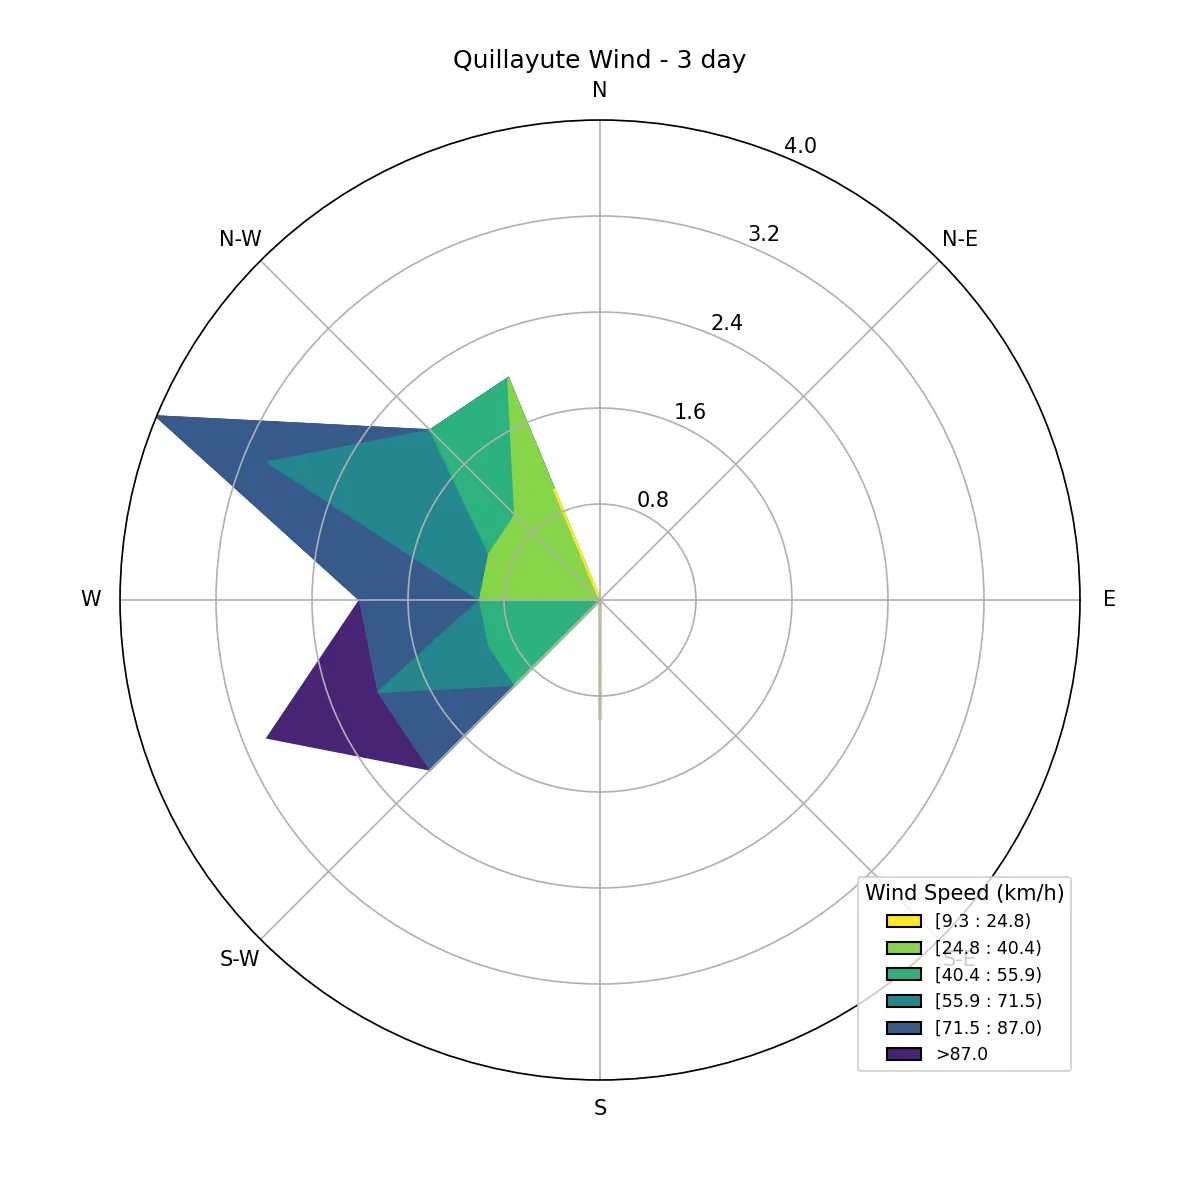 Quillayute Wind - 3 day
N
4.0
N-W
3.2
N-E
2.4
1.6
0.8
W
E
S-W
S-E
S
Wind Speed (km/h)
[9.3 : 24.8)
[24.8 : 40.4)
[40.4 : 55.9)
[55.9 : 71.5)
[71.5 : 87.0)
>87.0